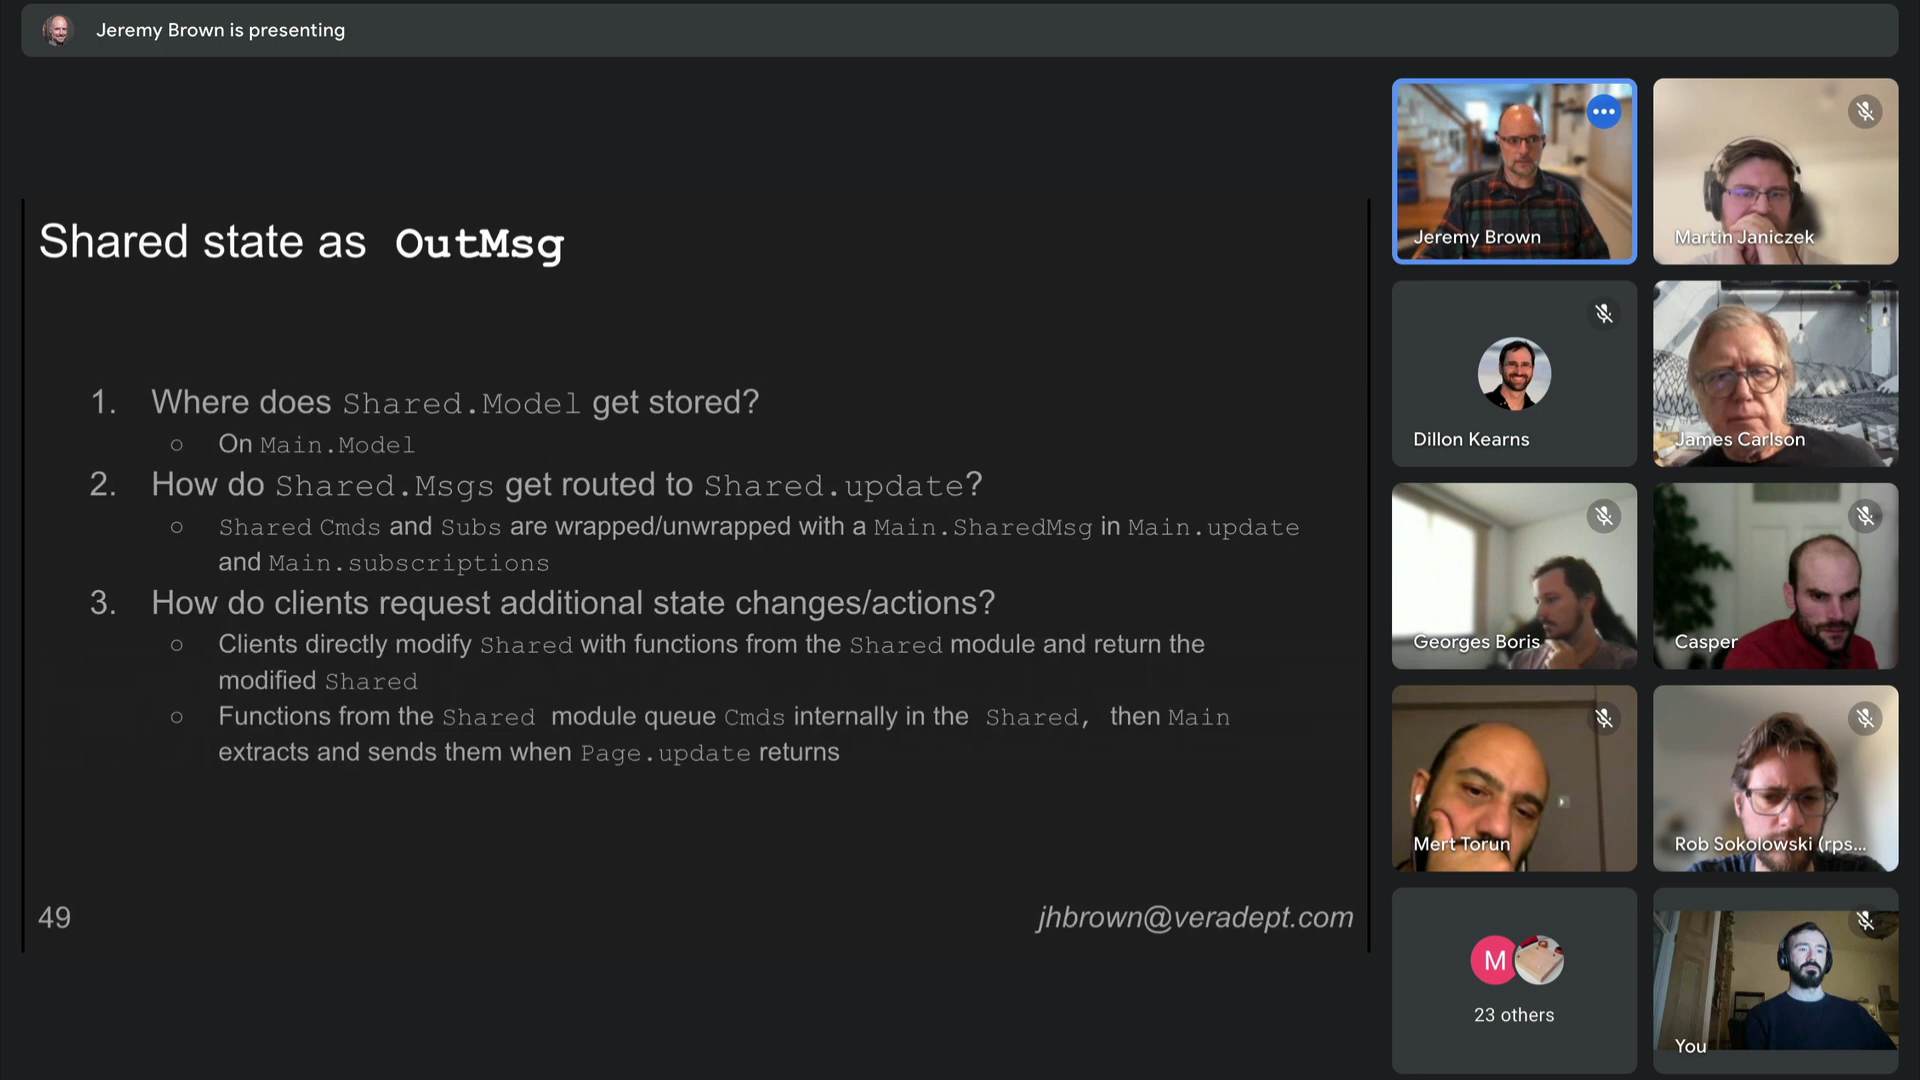 Jeremy Brown is presenting
Shared state as OutMsg
1. Where does Shared.Model get stored?
○ On Main.Model
2. How do Shared.Msgs get routed to Shared.update?
○ Shared Cmds and Subs are wrapped/unwrapped with a Main.SharedMsg in Main.update
and Main.subscriptions
3. How do clients request additional state changes/actions?
○ Clients directly modify Shared with functions from the Shared module and return the
modified Shared
○ Functions from the Shared module queue Cmds internally in the Shared, then Main
extracts and sends them when Page.update returns
49
jhbrown@veradept.com
Jeremy Brown
Martin Janiczek
Dillon Kearns
James Carlson
Georges Boris
Casper
Mert Torun
Rob Sokolowski (rps...
M
23 others
You